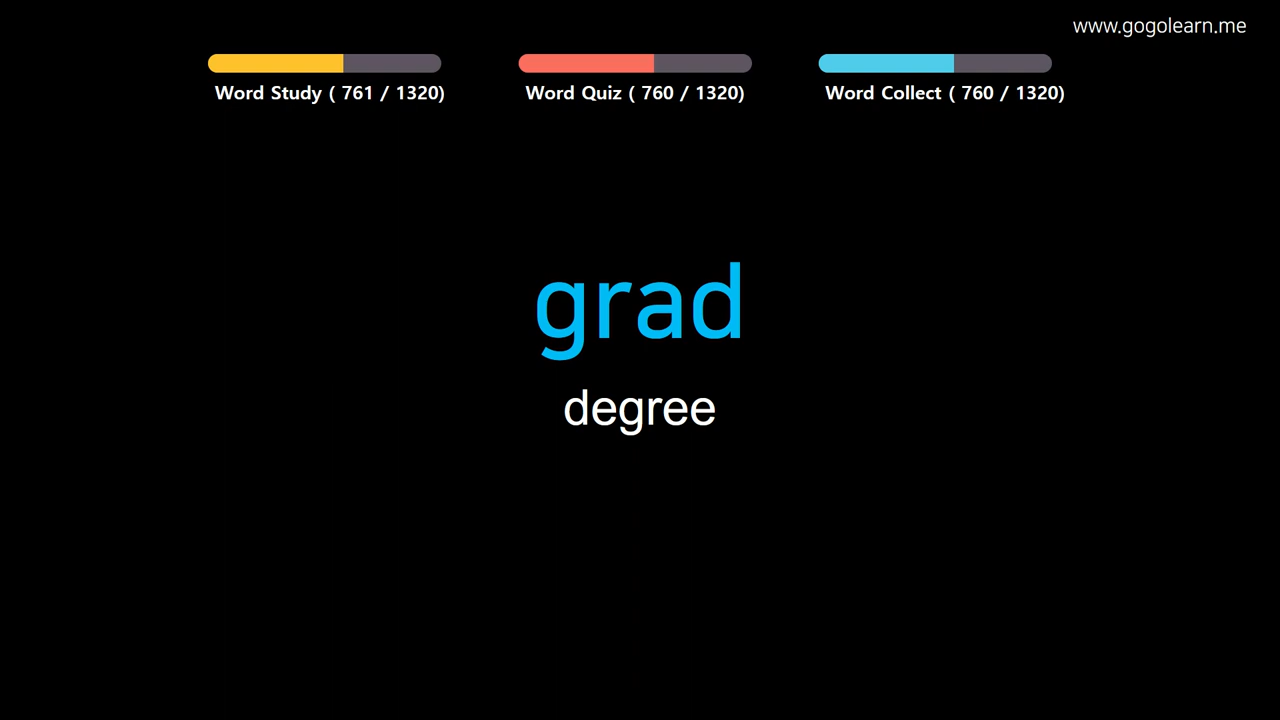 www.gogolearn.me
Word Study ( 761 / 1320)
Word Quiz ( 760 / 1320)
Word Collect ( 760 / 1320)
grad
degree